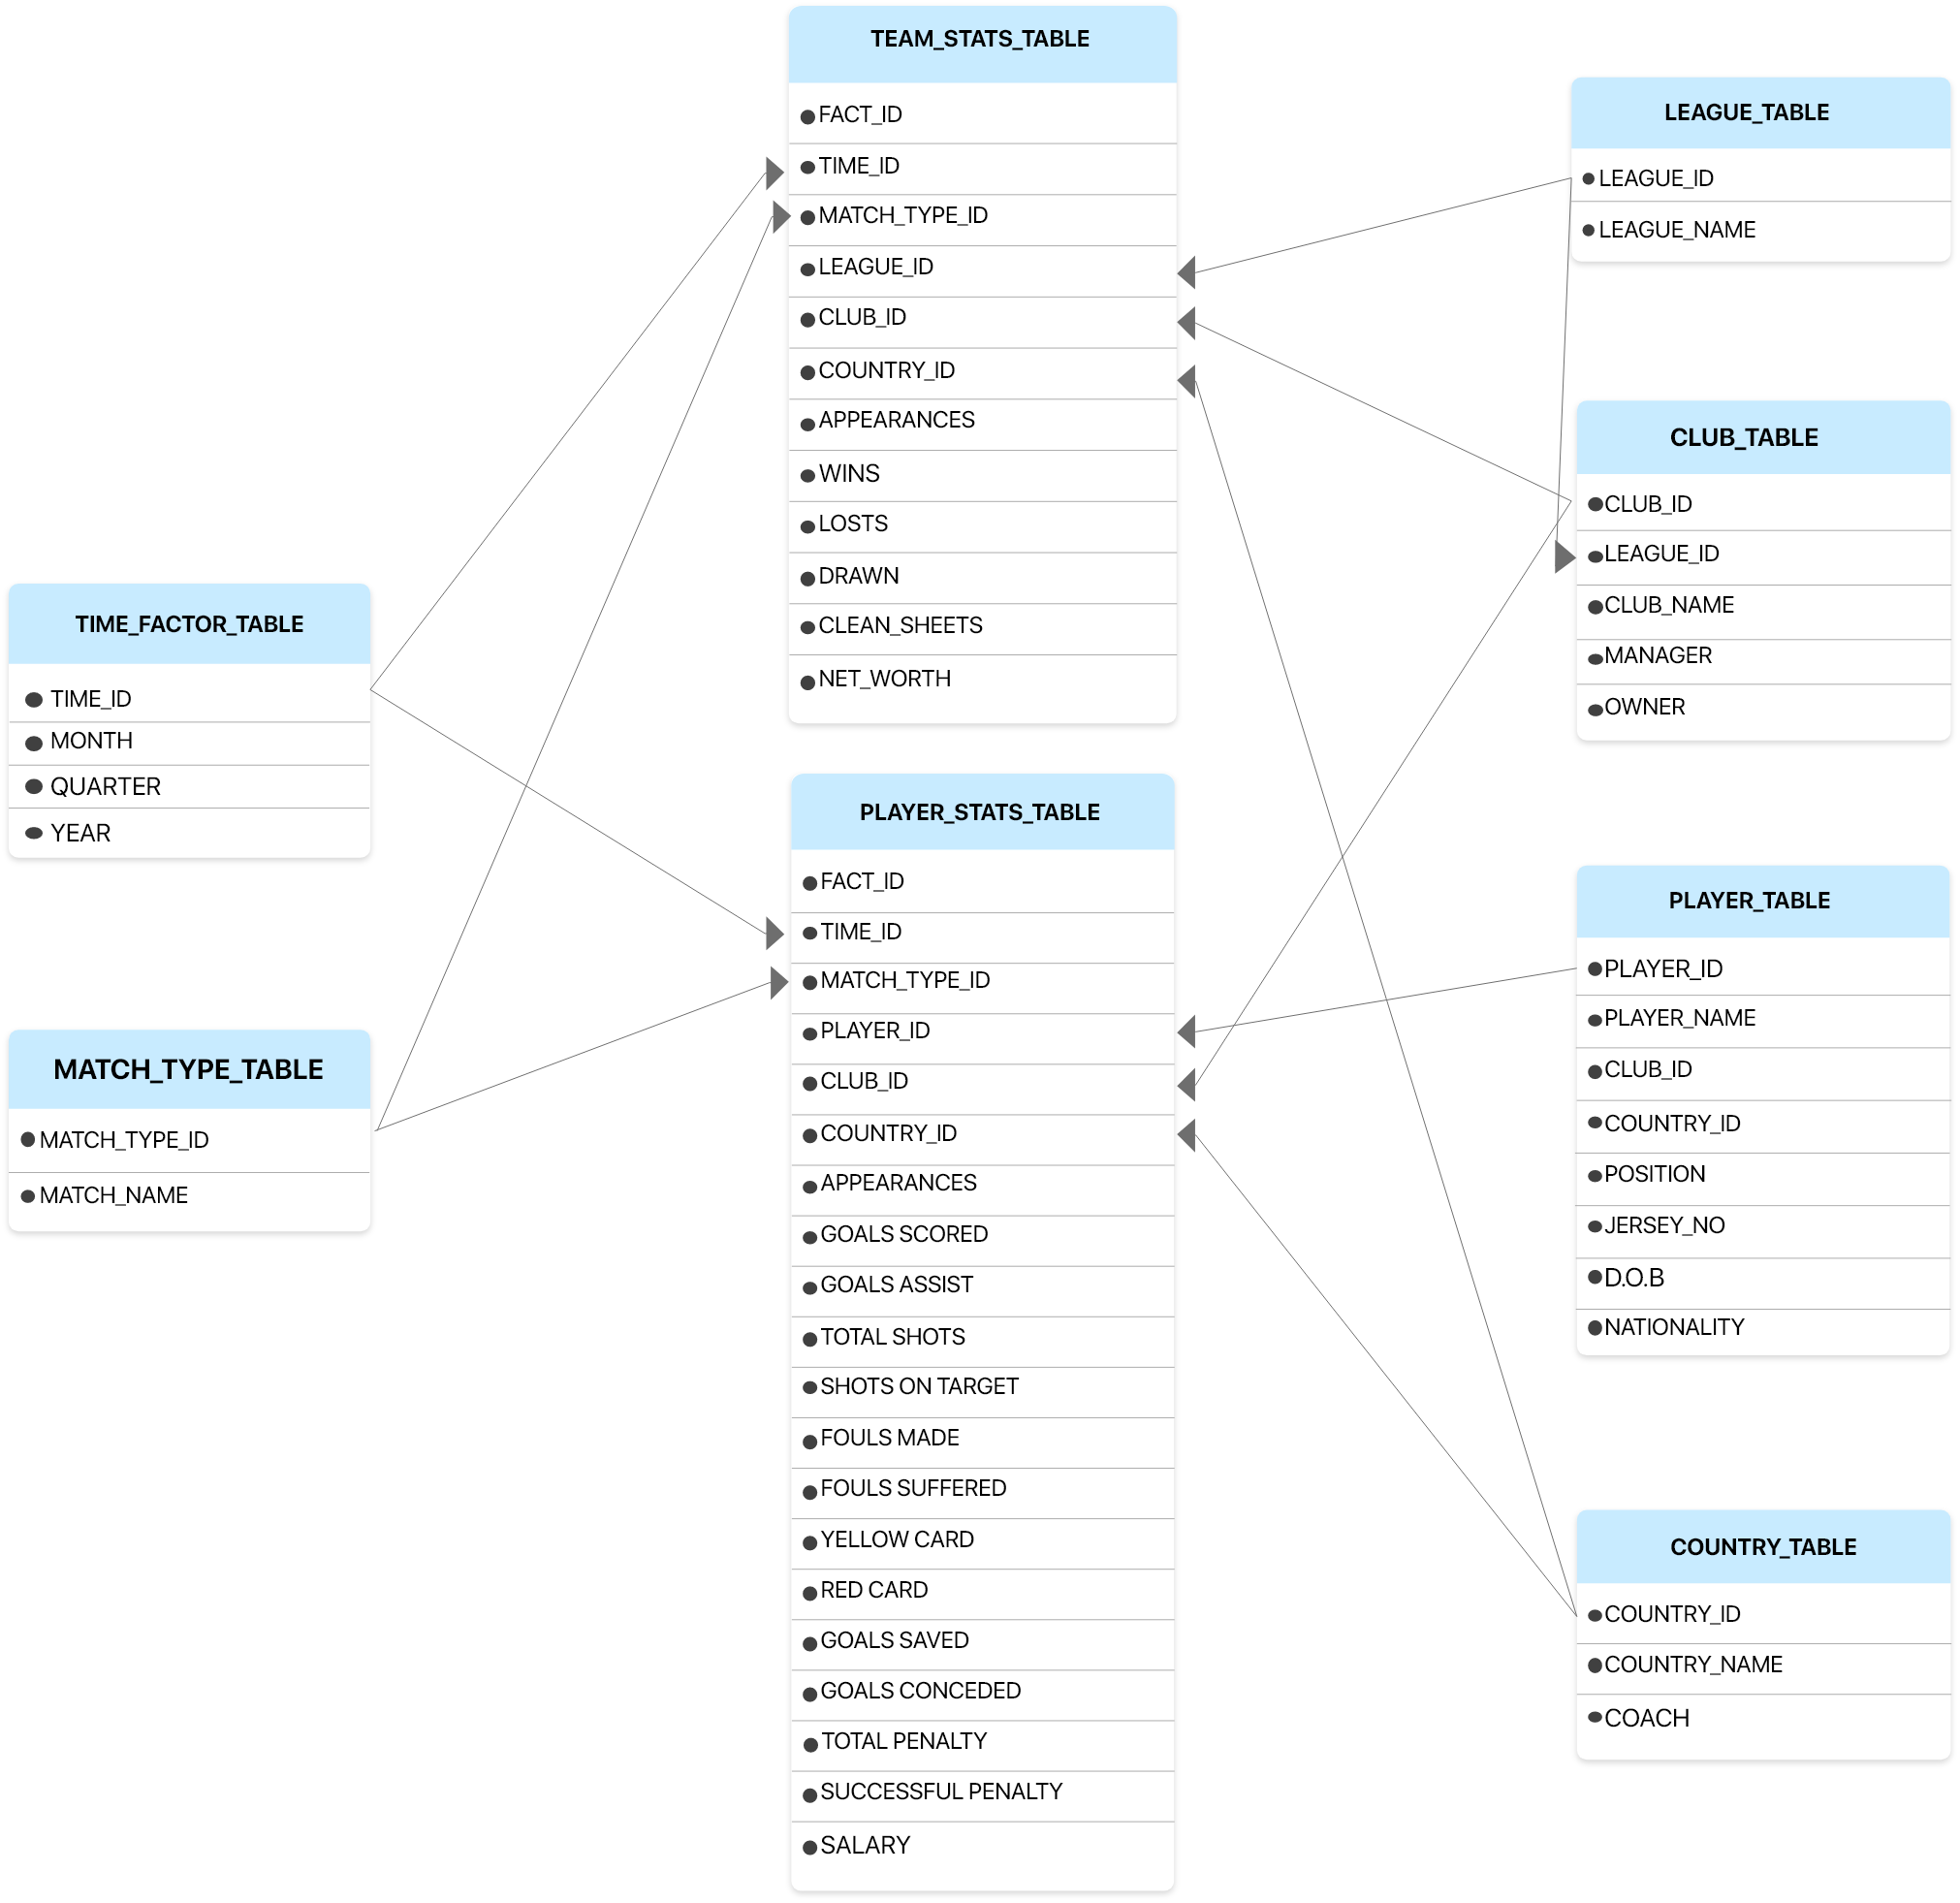 TEAM_STATS_TABLE
FACT_ID
TIME_ID
MATCH_TYPE_ID
LEAGUE_ID
CLUB_ID
COUNTRY_ID
APPEARANCES
WINS
LOSTS
DRAWN
CLEAN_SHEETS
NET_WORTH
LEAGUE_TABLE
LEAGUE_ID
LEAGUE_NAME
CLUB_TABLE
CLUB_ID
LEAGUE_ID
CLUB_NAME
MANAGER
OWNER
TIME_FACTOR_TABLE
TIME_ID
MONTH
QUARTER
YEAR
MATCH_TYPE_TABLE
MATCH_TYPE_ID
MATCH_NAME
PLAYER_STATS_TABLE
FACT_ID
TIME_ID
MATCH_TYPE_ID
PLAYER_ID
CLUB_ID
COUNTRY_ID
APPEARANCES
GOALS SCORED
GOALS ASSIST
TOTAL SHOTS
SHOTS ON TARGET
FOULS MADE
FOULS SUFFERED
YELLOW CARD
RED CARD
GOALS SAVED
GOALS CONCEDED
TOTAL PENALTY
SUCCESSFUL PENALTY
SALARY
PLAYER_TABLE
PLAYER_ID
PLAYER_NAME
CLUB_ID
COUNTRY_ID
POSITION
JERSEY_NO
D.O.B
NATIONALITY
COUNTRY_TABLE
COUNTRY_ID
COUNTRY_NAME
COACH